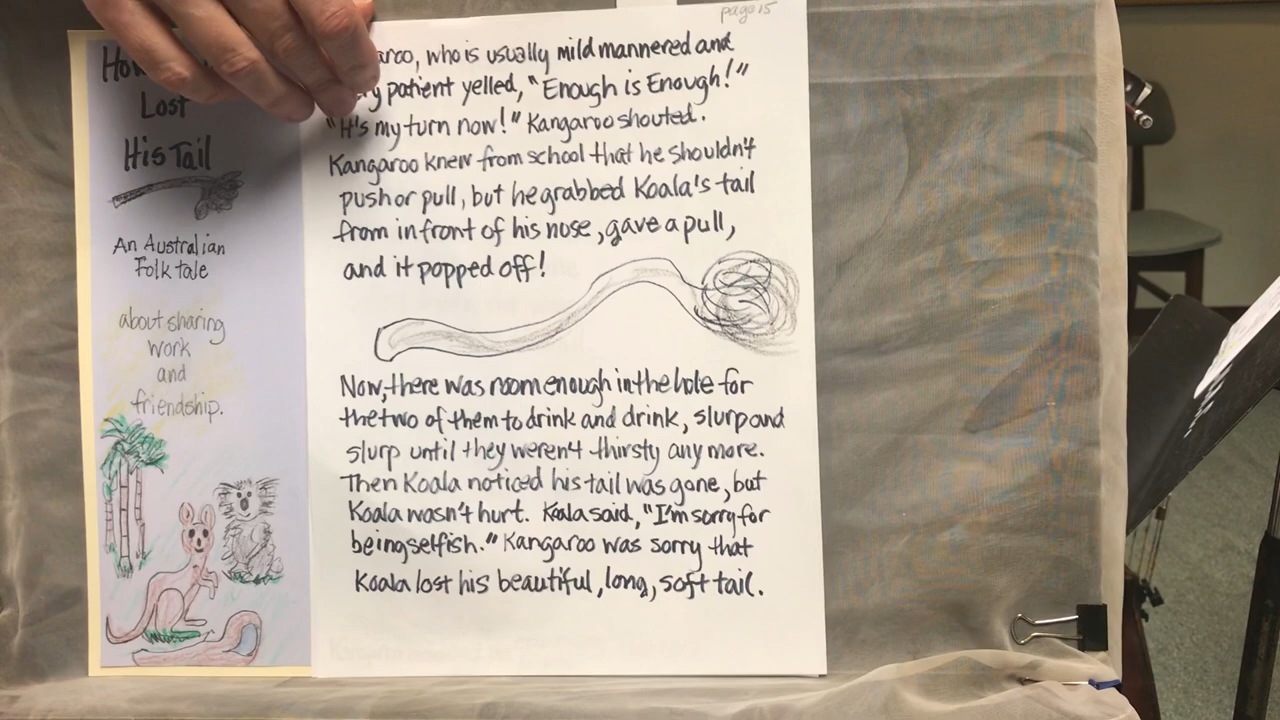 Lost
His Tail
An Australian
Folk tale
about sharing
work
and
friendship.
page 15
who is usually mild mannered and
patient yelled, "Enough is Enough!"
"It's my turn now!" Kangaroo shouted.
Kangaroo knew from school that he shouldn't
push or pull, but he grabbed Koala's tail
from in front of his nose, gave a pull,
and it popped off!
Now, there was room enough in the hole for
the two of them to drink and drink, slurp and
slurp until they weren't thirsty any more.
Then Koala noticed his tail was gone, but
Koala wasn't hurt. Koala said, "I'm sorry for
being selfish." Kangaroo was sorry that
Koala lost his beautiful, long, soft tail.